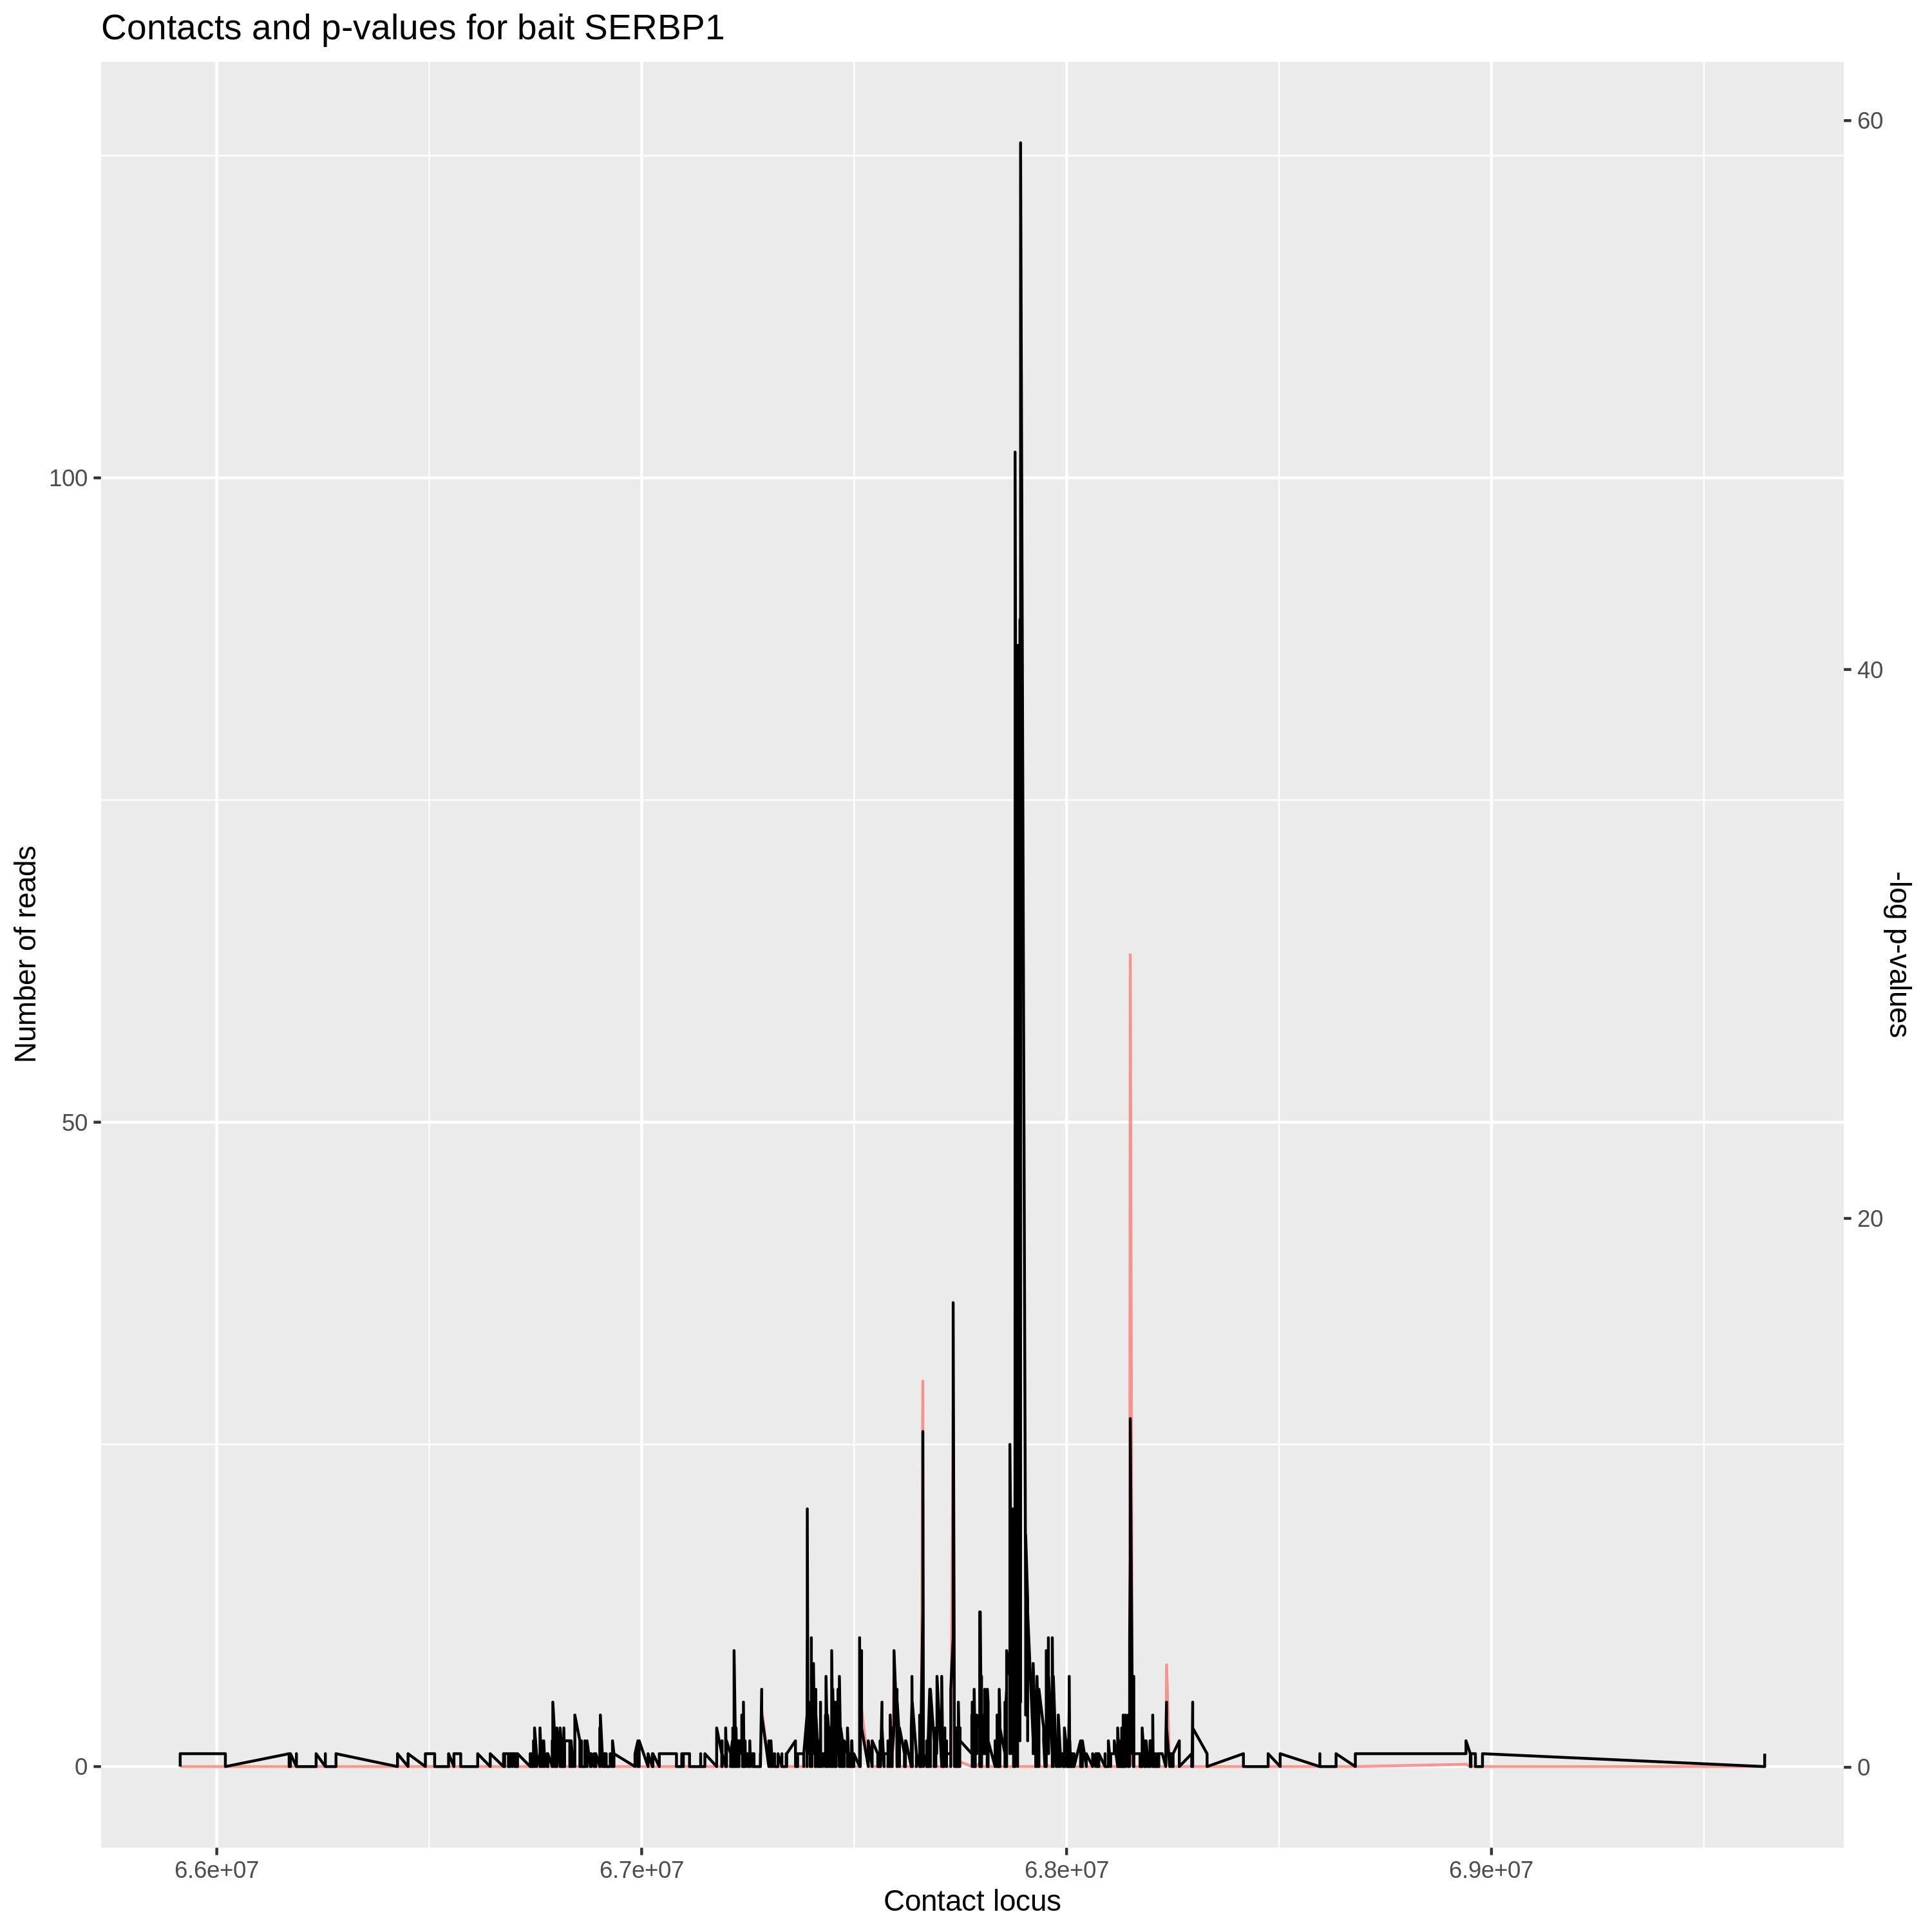 Contacts and p-values for bait SERBP1
60
100
40
Number of reads
-log p-values
50
20
0
0
6.6e+07 6.7e+07 6.8e+07 6.9e+07
Contact locus